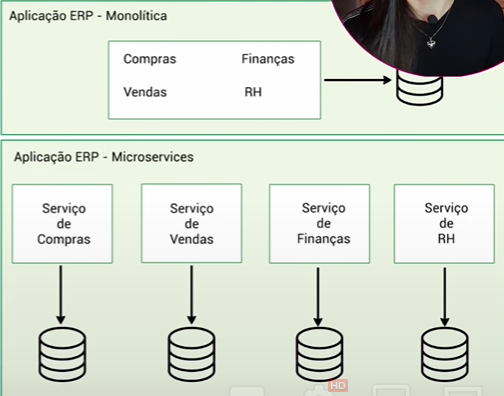 Aplicação ERP - Monolítica
Compras Finanças
Vendas RH
Aplicação ERP - Microservices
Serviço
de
Compras
Serviço
de
Vendas
Serviço
de
Finanças
Serviço
de
RH
HD